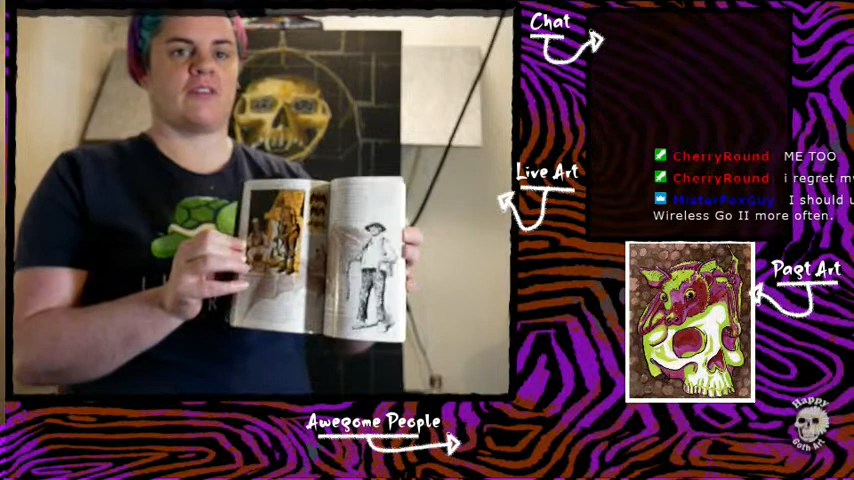 Chat
CherryRound ME TOO
CherryRound i regret my
MisterFoxGuy I should u
Wireless Go II more often.
Live Art
Past Art
Awesome People
Happy
Goth Art